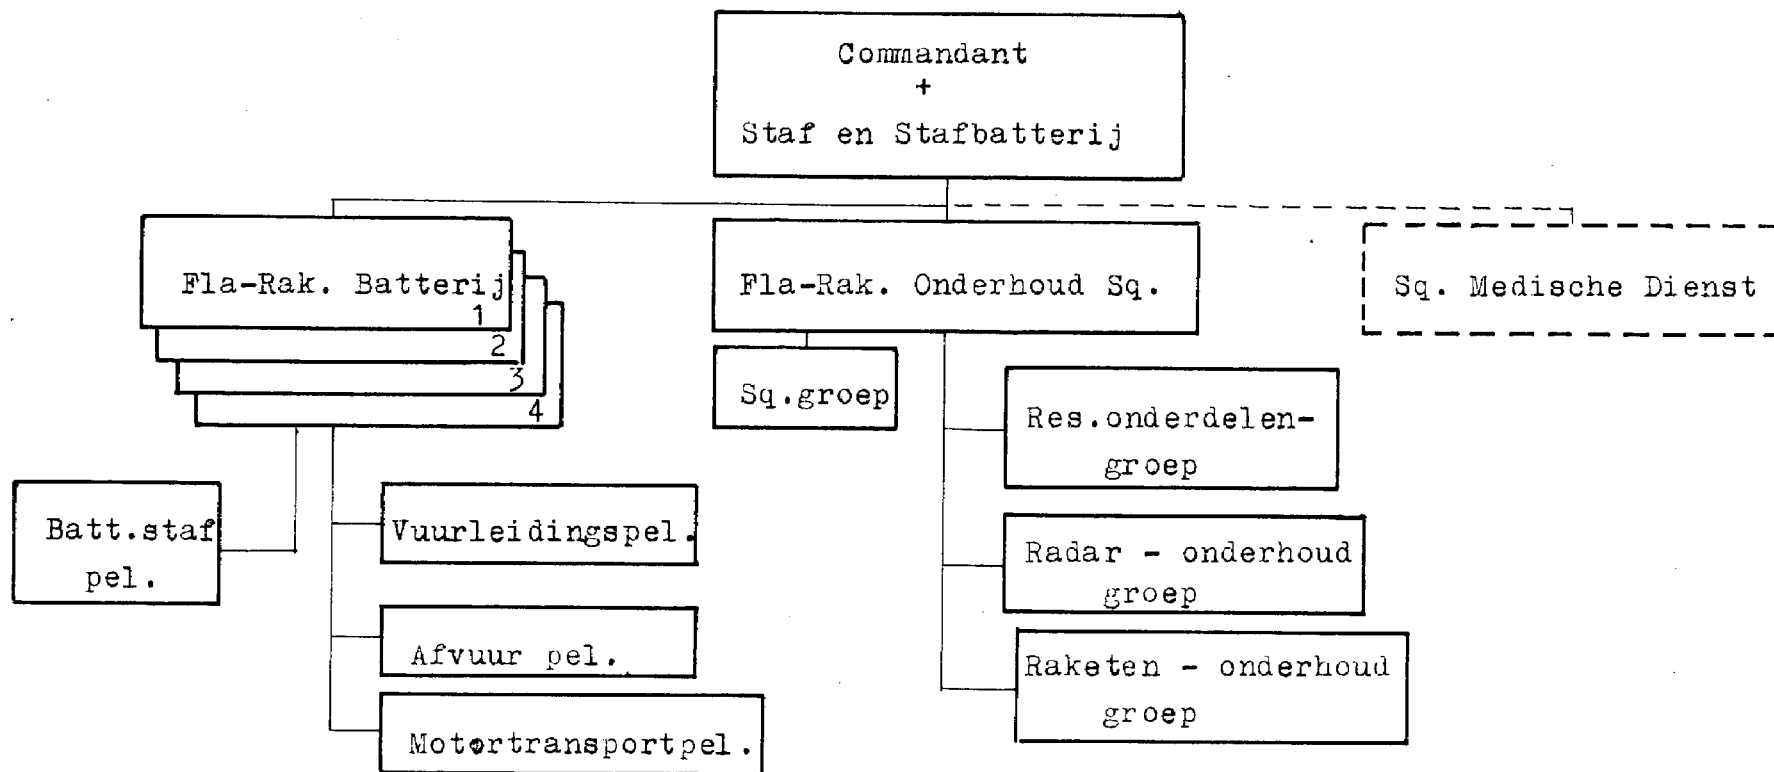 Commandant
+
Staf en Stafbatterij
Fla-Rak. Batterij
1
2
3
4
Fla-Rak. Onderhoud Sq.
Sq. Medische Dienst
Sq.groep
Res.onderdelen-
groep
Batt.staf
pel.
Vuurleidingspel.
Radar - onderhoud
groep
Afvuur pel.
Raketen - onderhoud
groep
Motortransportpel.